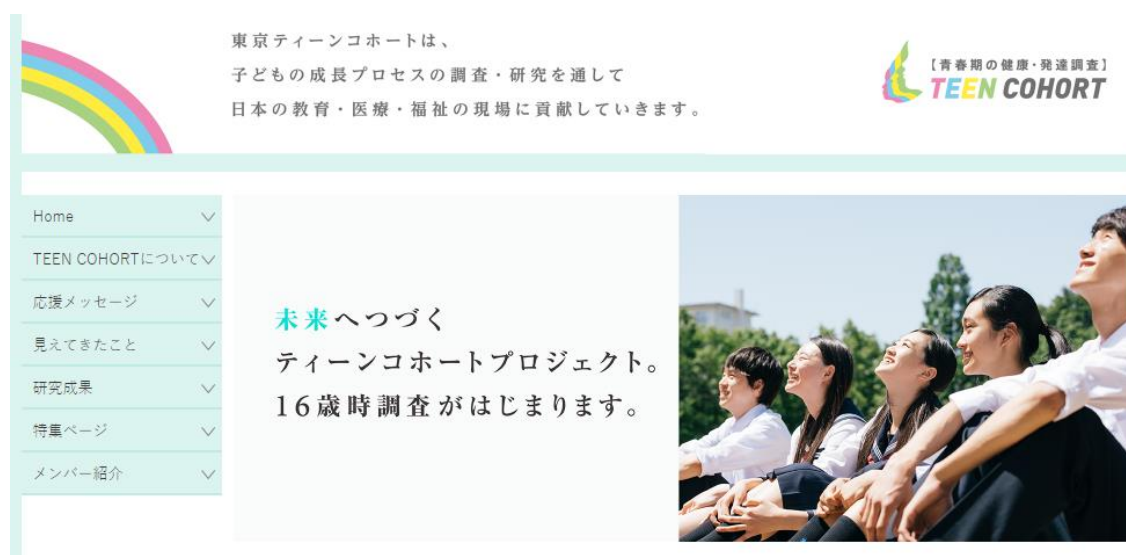 東京ティーンコホートは、
子どもの成長プロセスの調査・研究を通して
日本の教育・医療・福祉の現場に貢献していきます。
【青春期の健康・発達調査】
TEEN COHORT
Home
TEEN COHORTについて
応援メッセージ
見えてきたこと
研究成果
特集ページ
メンバー紹介
未来へつづく
ティーンコホートプロジェクト。
16歳時調査がはじまります。